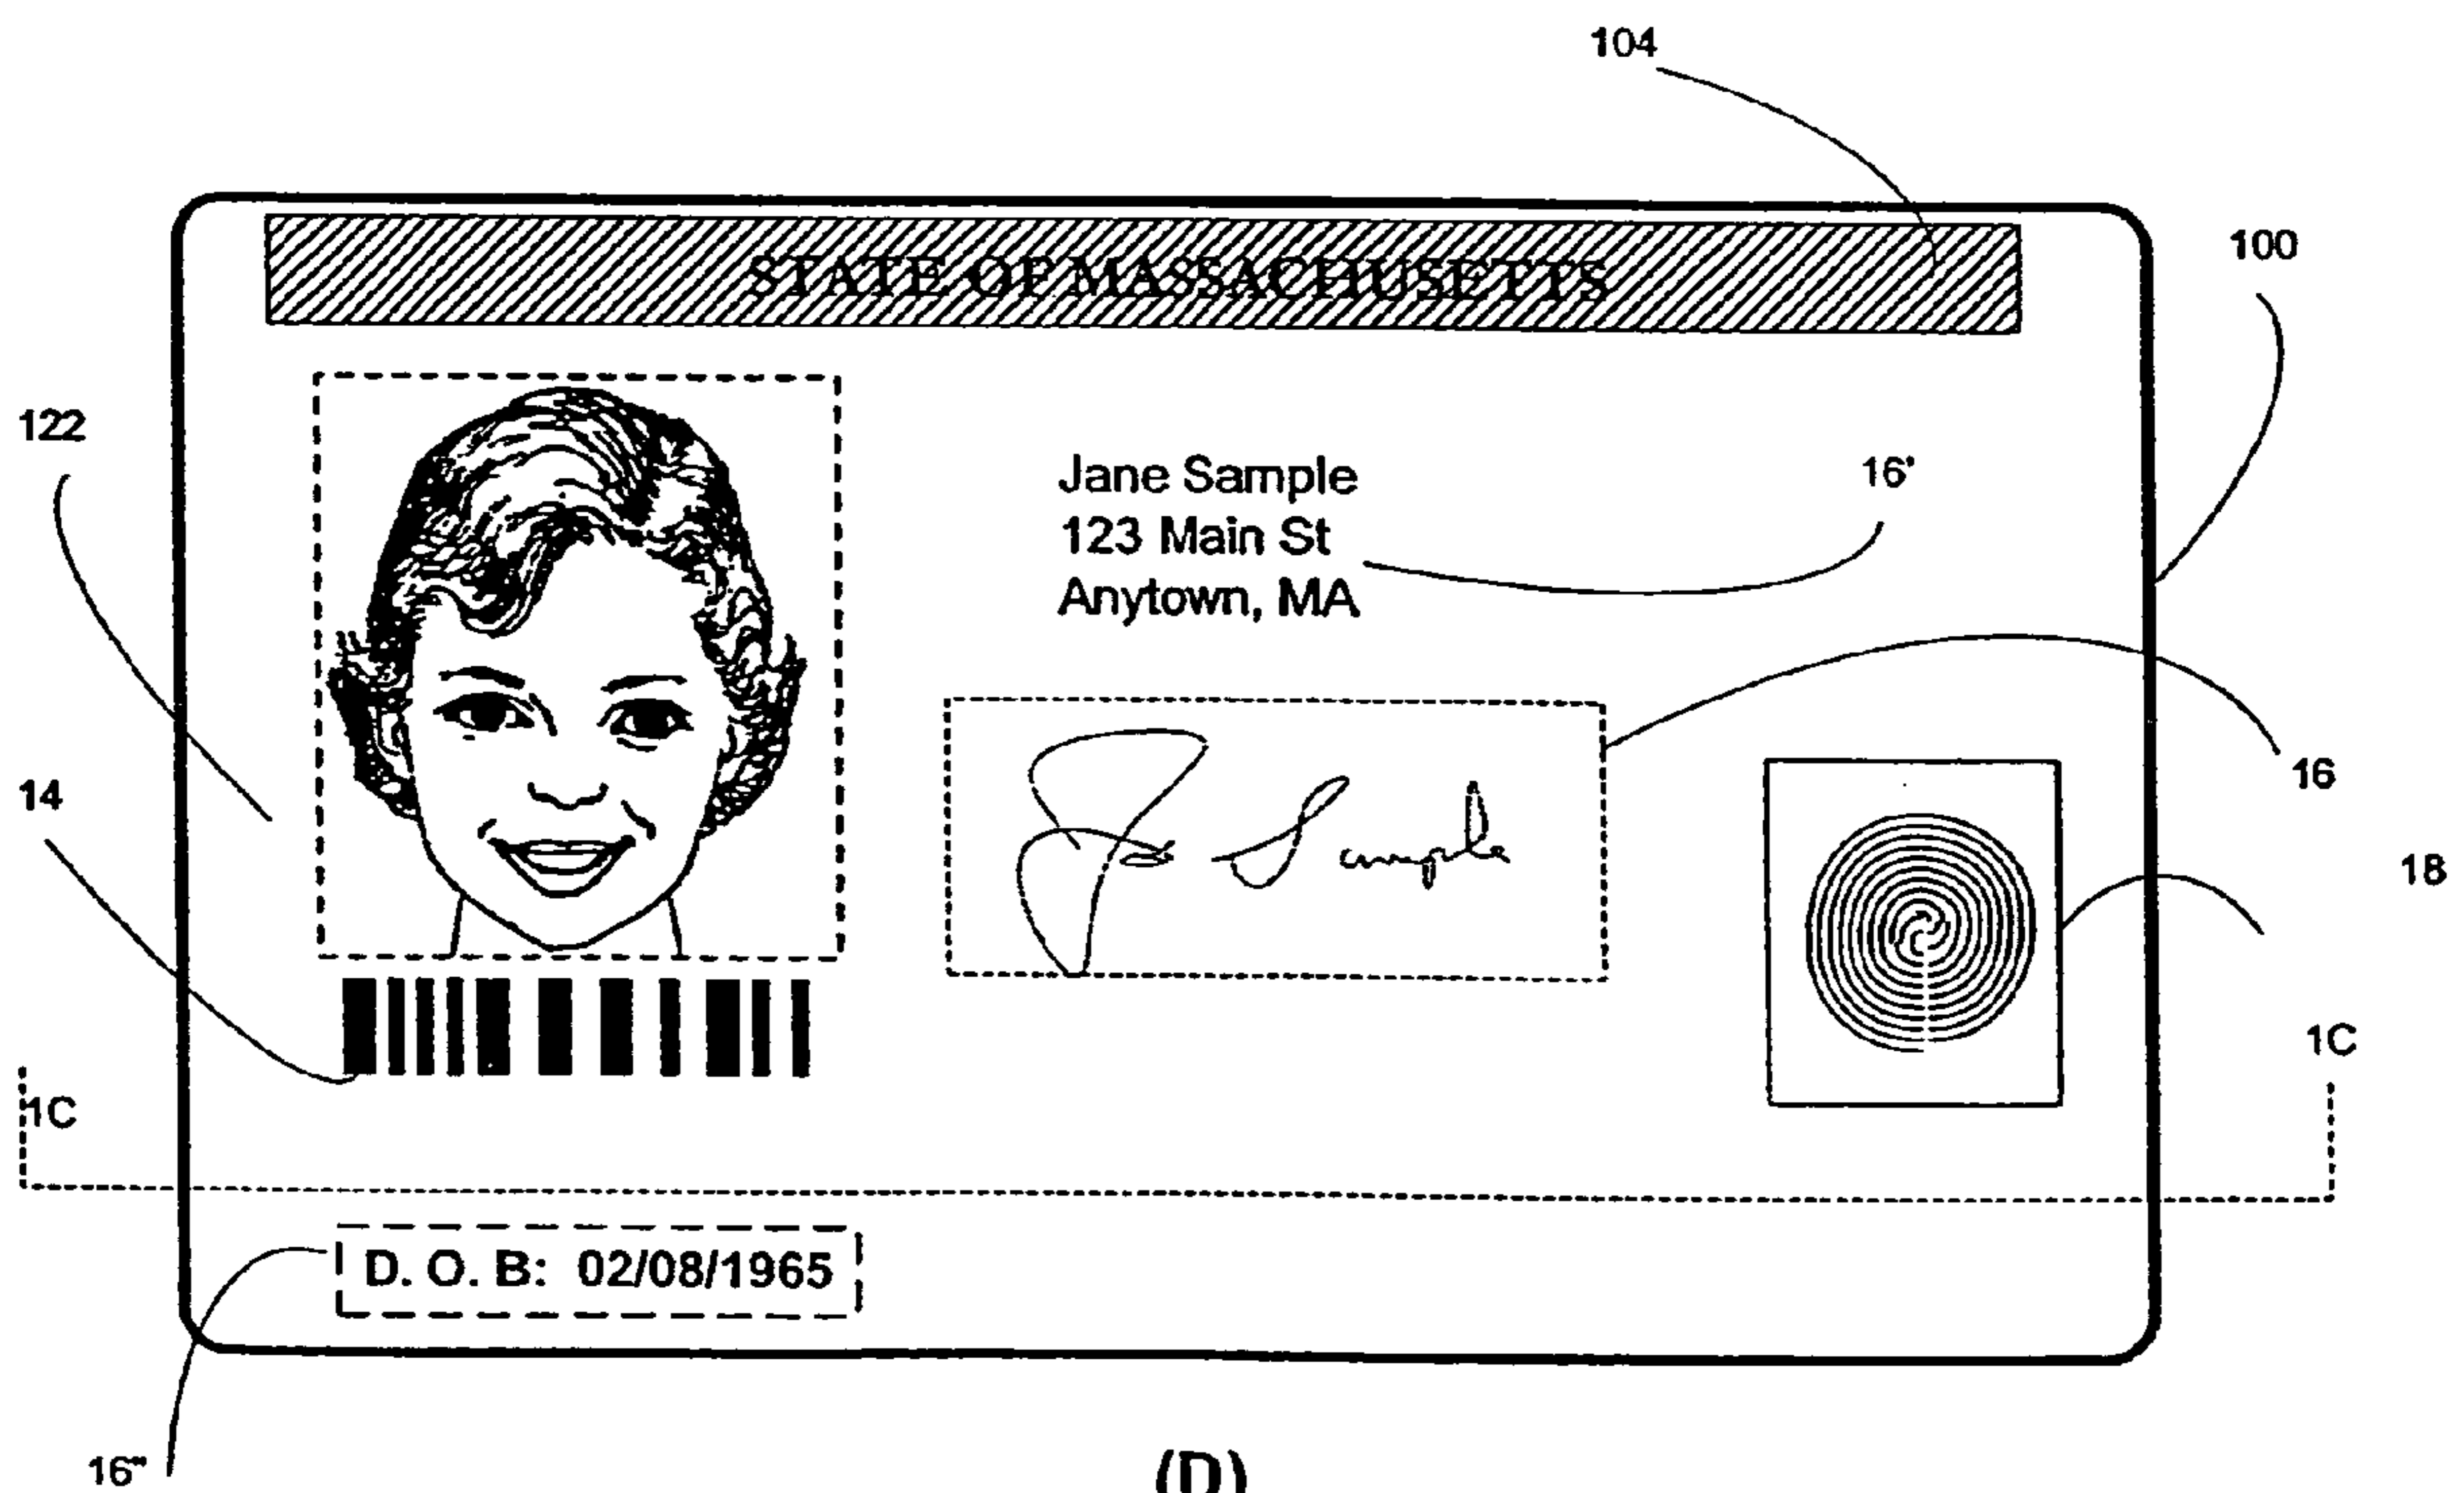 104
STATE OF MASSACHUSETTS
100
122
Jane Sample
123 Main St
Anytown, MA
16'
14
J Sample
16
18
1C
1C
D. O. B: 02/08/1965
16"
(D)